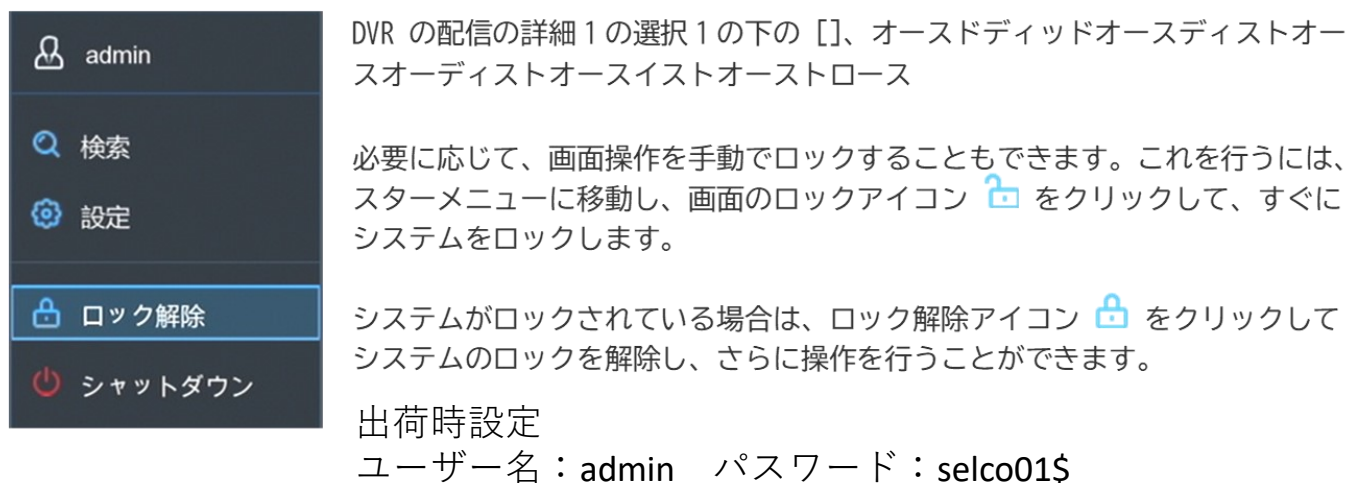 admin
検索
設定
ロック解除
シャットダウン
DVR の配信の詳細1の選択1の下の []、オースドディッドオースディストオー
スオーディストオースイストオーストロース
必要に応じて、画面操作を手動でロックすることもできます。これを行うには、
スターメニューに移動し、画面のロックアイコン をクリックして、すぐに
システムをロックします。
システムがロックされている場合は、ロック解除アイコン をクリックして
システムのロックを解除し、さらに操作を行うことができます。
出荷時設定
ユーザー名：admin　パスワード：selco01$